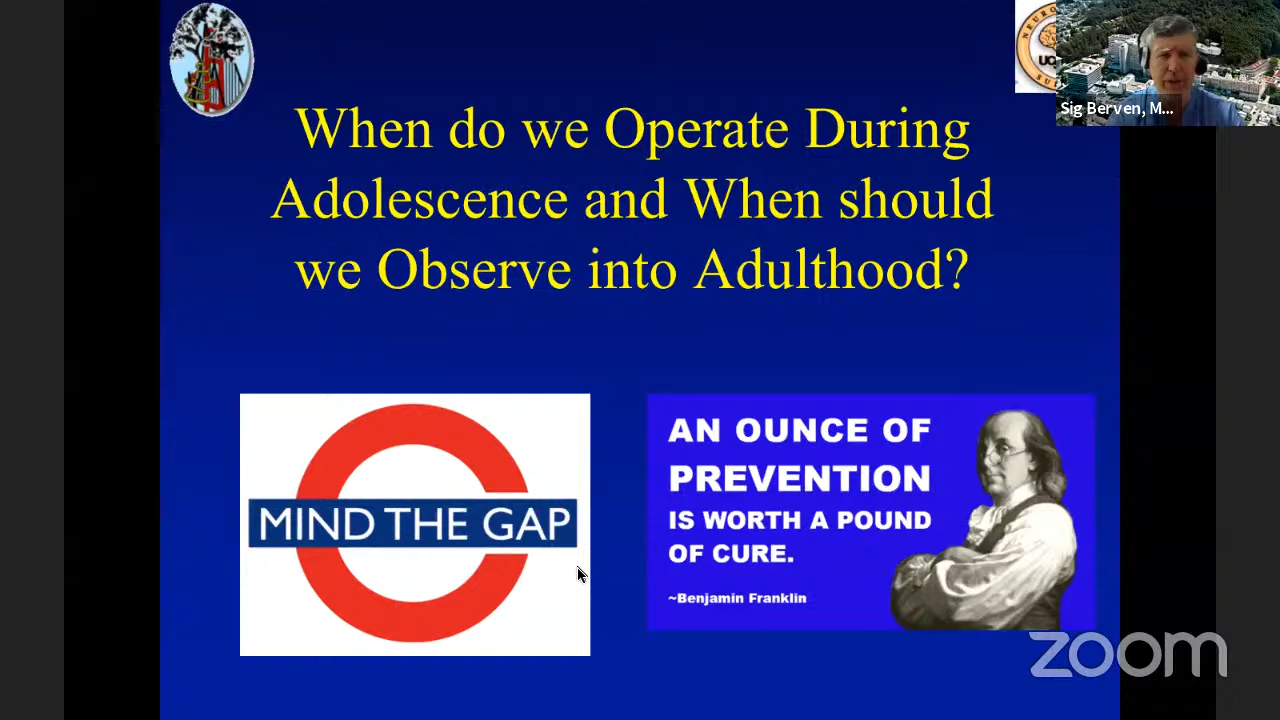 When do we Operate During
Adolescence and When should
we Observe into Adulthood?
Sig Berven, M...
MIND THE GAP
AN OUNCE OF
PREVENTION
IS WORTH A POUND
OF CURE.
~Benjamin Franklin
zoom